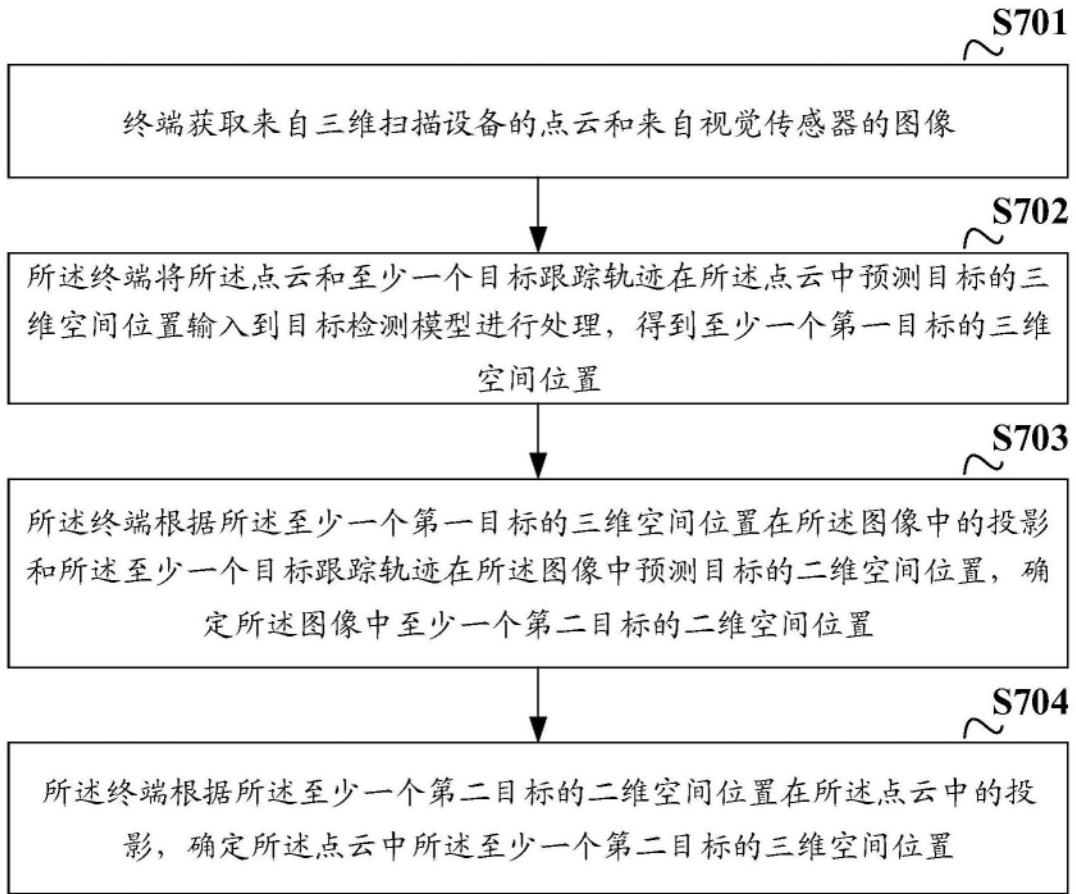 S701
终端获取来自三维扫描设备的点云和来自视觉传感器的图像
S702
所述终端将所述点云和至少一个目标跟踪轨迹在所述点云中预测目标的三
维空间位置输入到目标检测模型进行处理，得到至少一个第一目标的三维
空间位置
S703
所述终端根据所述至少一个第一目标的三维空间位置在所述图像中的投影
和所述至少一个目标跟踪轨迹在所述图像中预测目标的二维空间位置，确
定所述图像中至少一个第二目标的二维空间位置
S704
所述终端根据所述至少一个第二目标的二维空间位置在所述点云中的投
影，确定所述点云中所述至少一个第二目标的三维空间位置